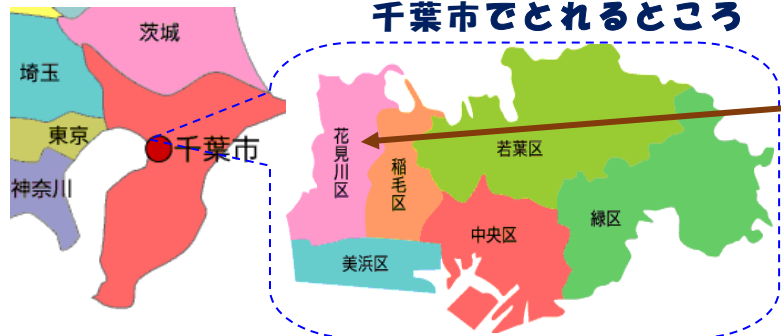 千葉市でとれるところ
茨城
埼玉
東京
千葉市
神奈川
花見川区
稲毛区
若葉区
緑区
中央区
美浜区